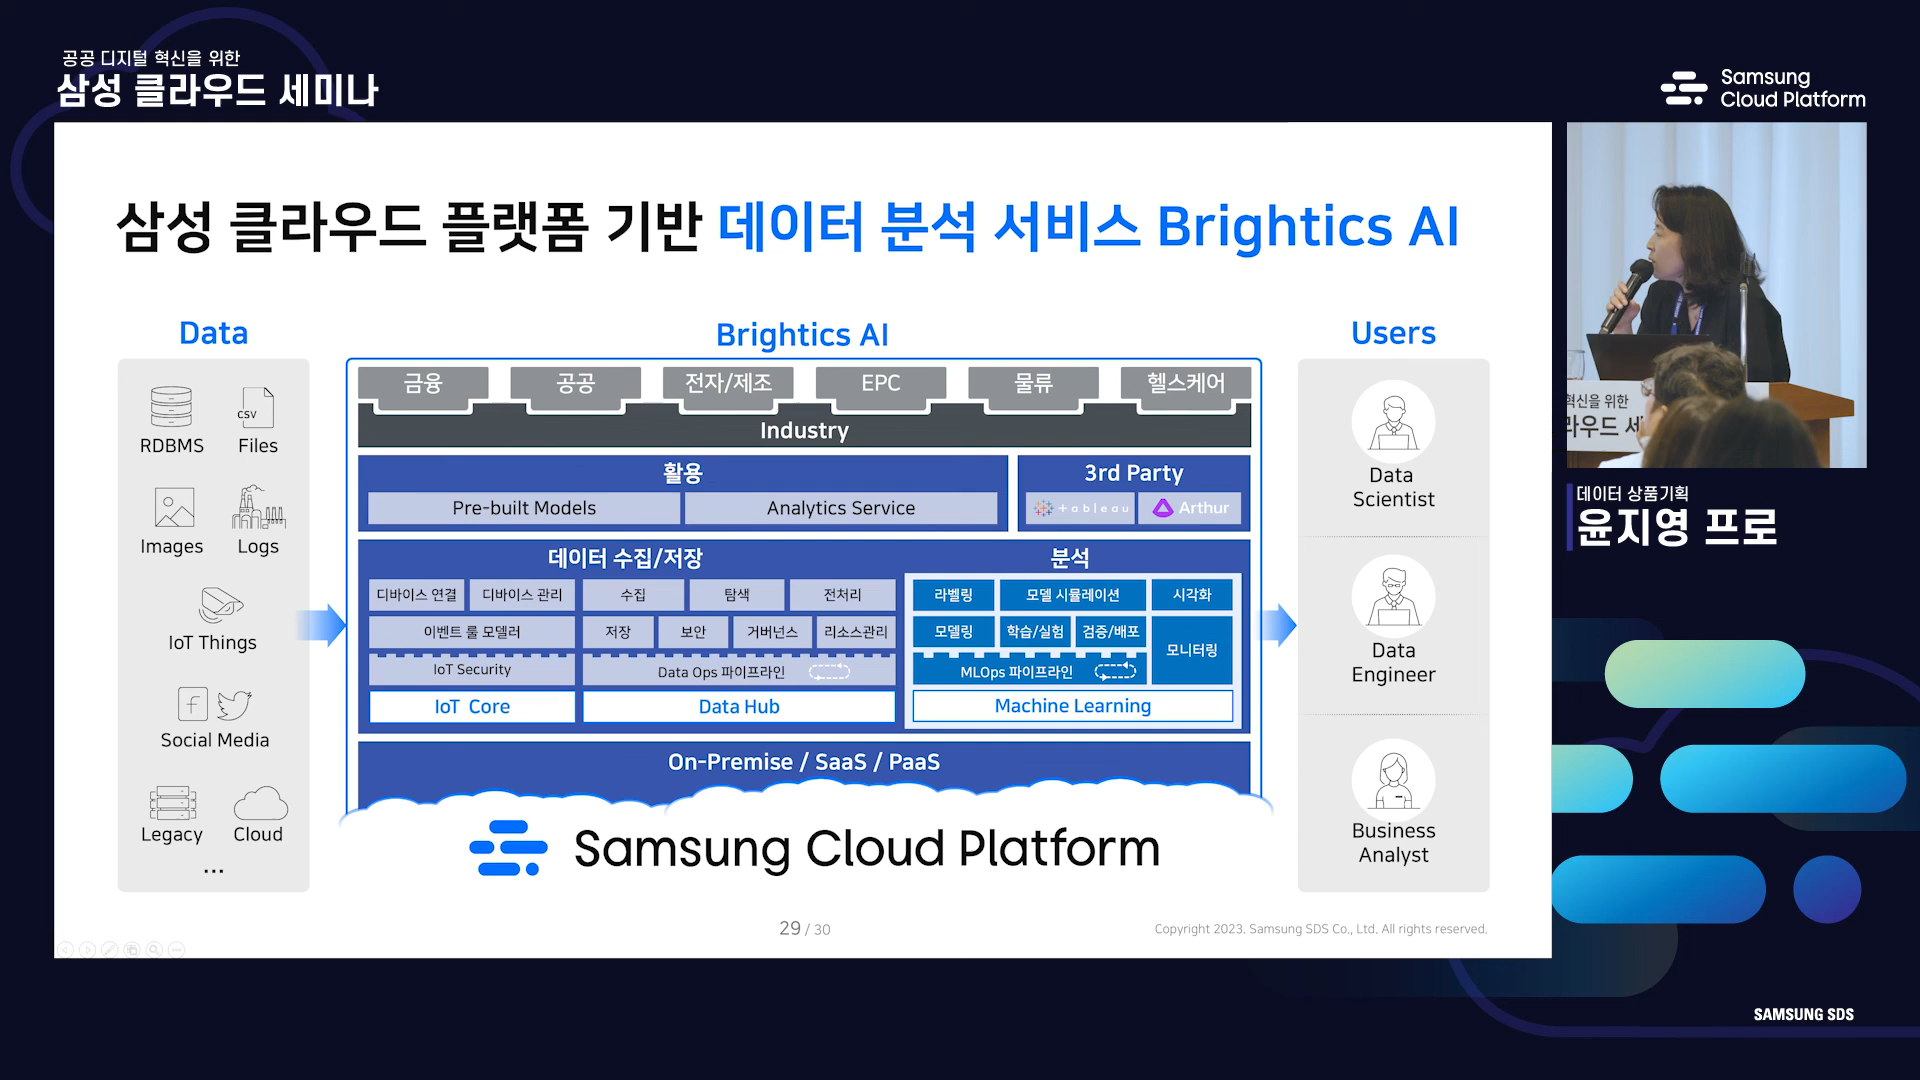 공공 디지털 혁신을 위한
삼성 클라우드 세미나
Samsung
Cloud Platform
삼성 클라우드 플랫폼 기반 데이터 분석 서비스 Brightics AI
Data
RDBMS
csv
Files
Images
Logs
IoT Things
f
Social Media
Legacy
Cloud
...
Brightics AI
금융
공공
전자/제조
EPC
물류
헬스케어
Industry
활용
Pre-built Models
Analytics Service
3rd Party
+ableau
Arthur
데이터 수집/저장
디바이스 연결
디바이스 관리
수집
탐색
전처리
이벤트 룰 모델러
저장
보안
거버넌스
리소스관리
IoT Security
Data Ops 파이프라인
IoT Core
Data Hub
분석
라벨링
모델 시뮬레이션
시각화
모델링
학습/실험
검증/배포
모니터링
MLOps 파이프라인
Machine Learning
On-Premise / SaaS / PaaS
Samsung Cloud Platform
Users
Data
Scientist
Data
Engineer
Business
Analyst
29 / 30
Copyright 2023. Samsung SDS Co., Ltd. All rights reserved.
혁신을 위한
라우드 세
데이터 상품기획
윤지영 프로
SAMSUNG SDS